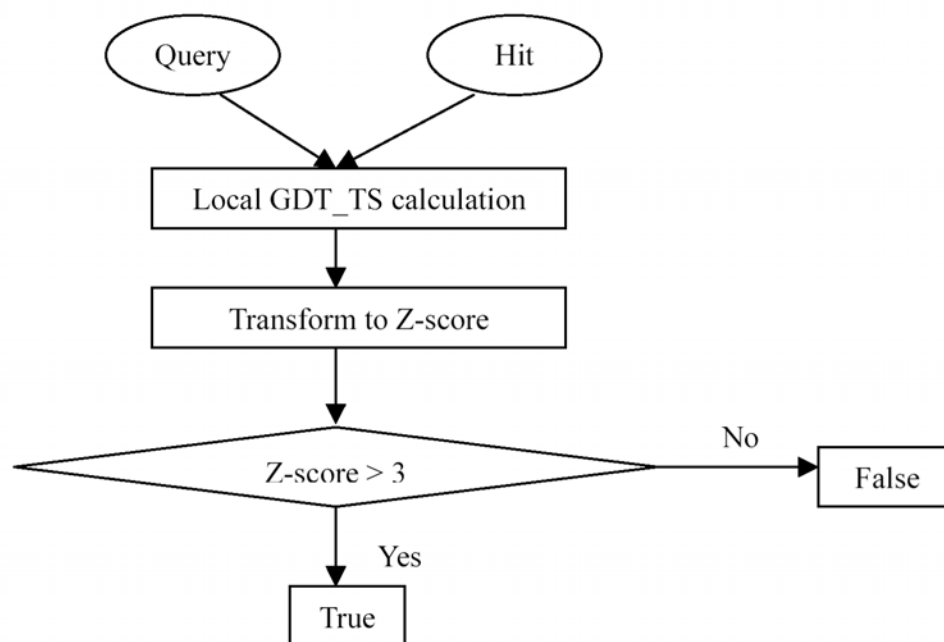 Query
Hit
Local GDT_TS calculation
Transform to Z-score
Z-score > 3
No
False
Yes
True